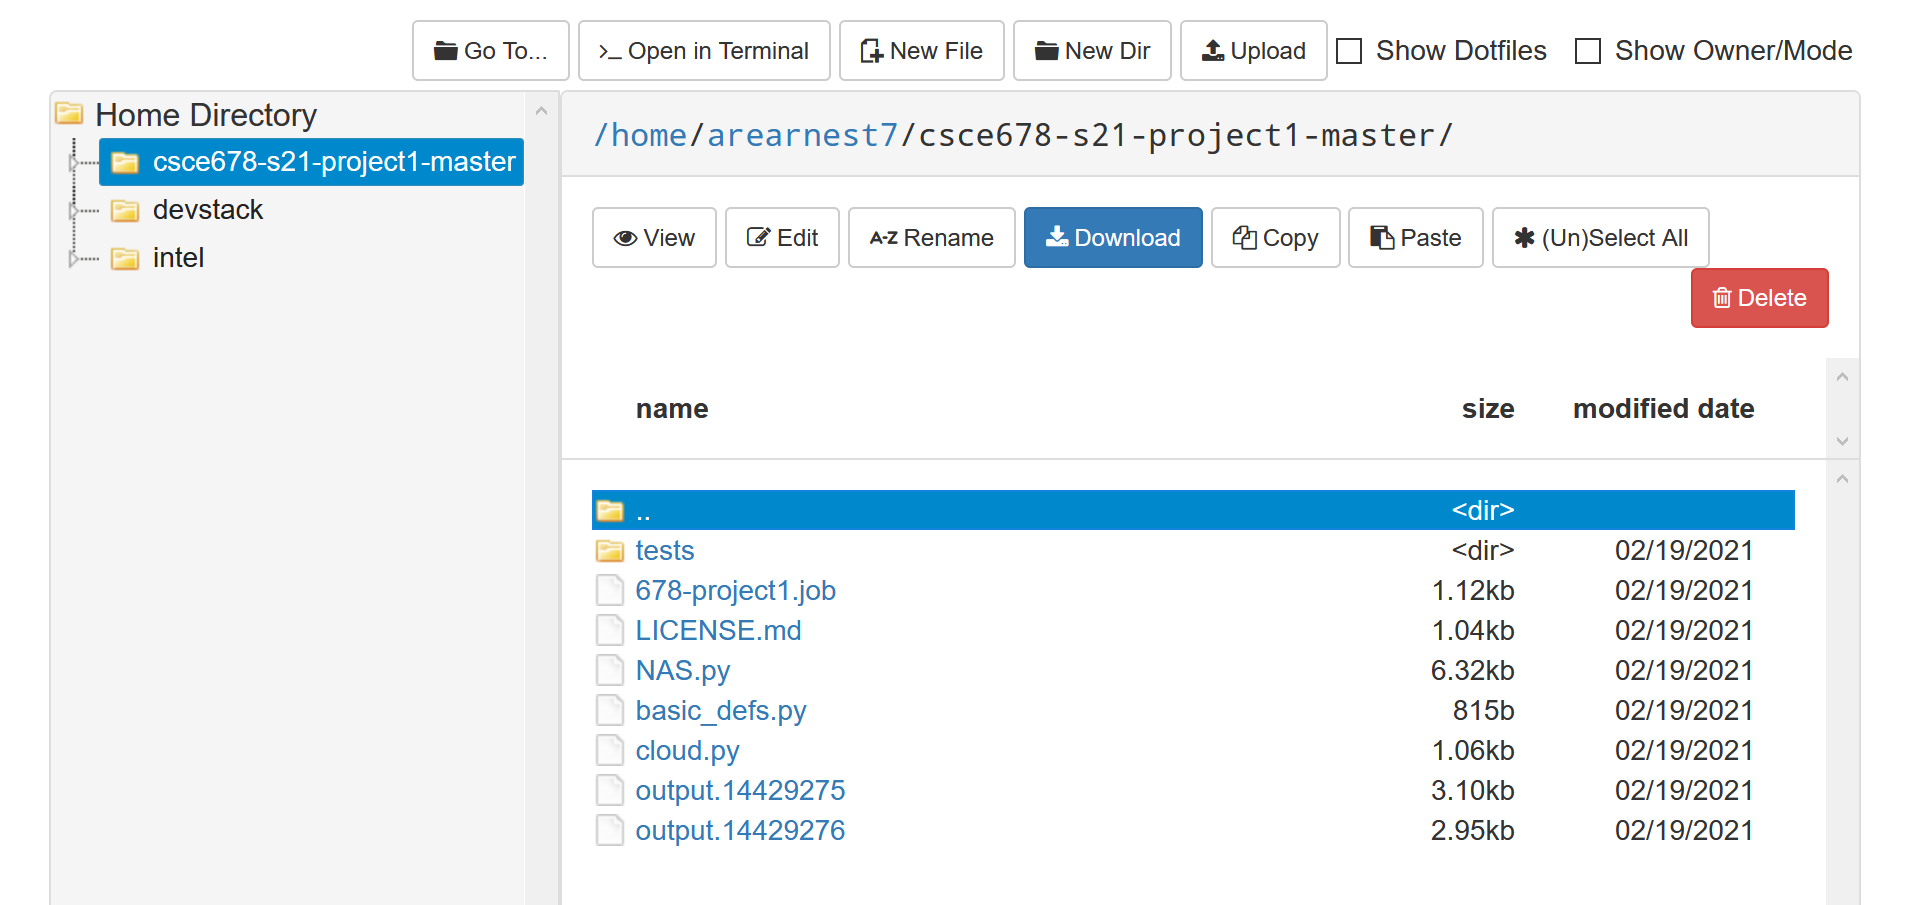 Go To... >_ Open in Terminal New File New Dir Upload Show Dotfiles Show Owner/Mode
Home Directory
csce678-s21-project1-master
devstack
intel
/home/arearnest7/csce678-s21-project1-master/
View Edit A-Z Rename Download Copy Paste (Un)Select All
Delete
name size modified date
.. <dir>
tests <dir> 02/19/2021
678-project1.job 1.12kb 02/19/2021
LICENSE.md 1.04kb 02/19/2021
NAS.py 6.32kb 02/19/2021
basic_defs.py 815b 02/19/2021
cloud.py 1.06kb 02/19/2021
output.14429275 3.10kb 02/19/2021
output.14429276 2.95kb 02/19/2021